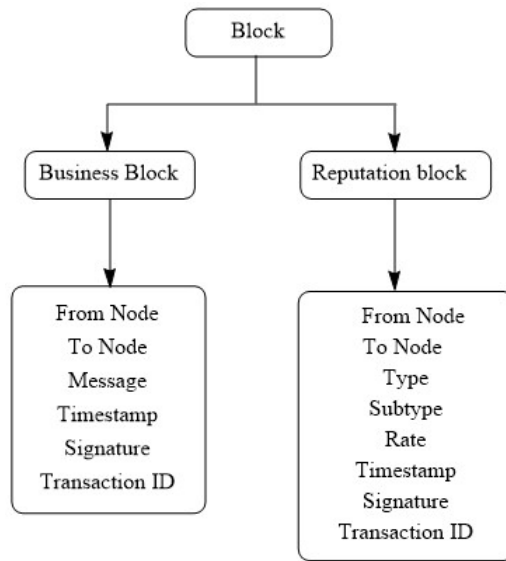 Block
Business Block
Reputation block
From Node
To Node
Message
Timestamp
Signature
Transaction ID
From Node
To Node
Type
Subtype
Rate
Timestamp
Signature
Transaction ID